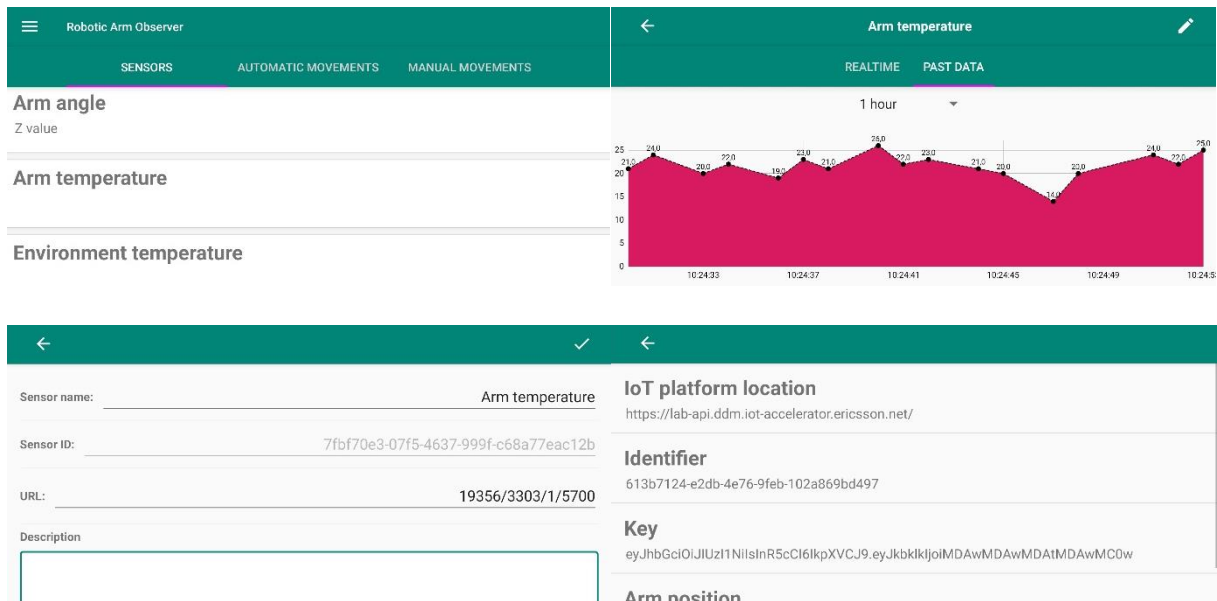 Robotic Arm Observer
SENSORS AUTOMATIC MOVEMENTS MANUAL MOVEMENTS
Arm angle
Z value
Arm temperature
Environment temperature
Arm temperature
REALTIME PAST DATA
1 hour
25
20
15
10
5
0
21,0 24,0 20,0 22,0 19,0 23,0 21,0 26,0 22,0 23,0 21,0 20,0 14,0 20,0 24,0 22,0 25,0
10:24:33 10:24:37 10:24:41 10:24:45 10:24:49
Sensor name: Arm temperature
Sensor ID: 7fbf70e3-07f5-4637-999f-c68a77eac12b
URL: 19356/3303/1/5700
Description
IoT platform location
https://lab-api.ddm.iot-accelerator.ericsson.net/
Identifier
613b7124-e2db-4e76-9feb-102a869bd497
Key
eyJhbGciOiJIUzI1NiIsInR5cCI6IkpXVCJ9.eyJkbklkIjoiMDAwMDAwMDAtMDAwMC0w
Arm position